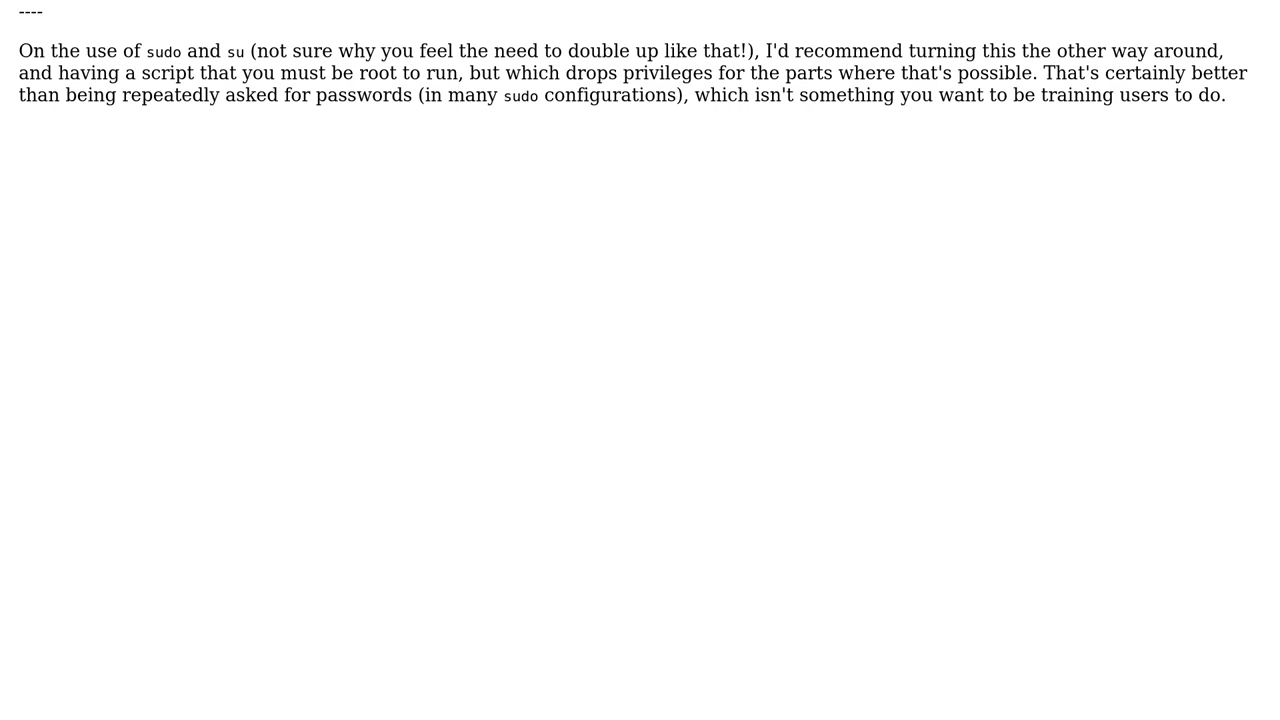 ----
On the use of sudo and su (not sure why you feel the need to double up like that!), I'd recommend turning this the other way around,
and having a script that you must be root to run, but which drops privileges for the parts where that's possible. That's certainly better
than being repeatedly asked for passwords (in many sudo configurations), which isn't something you want to be training users to do.